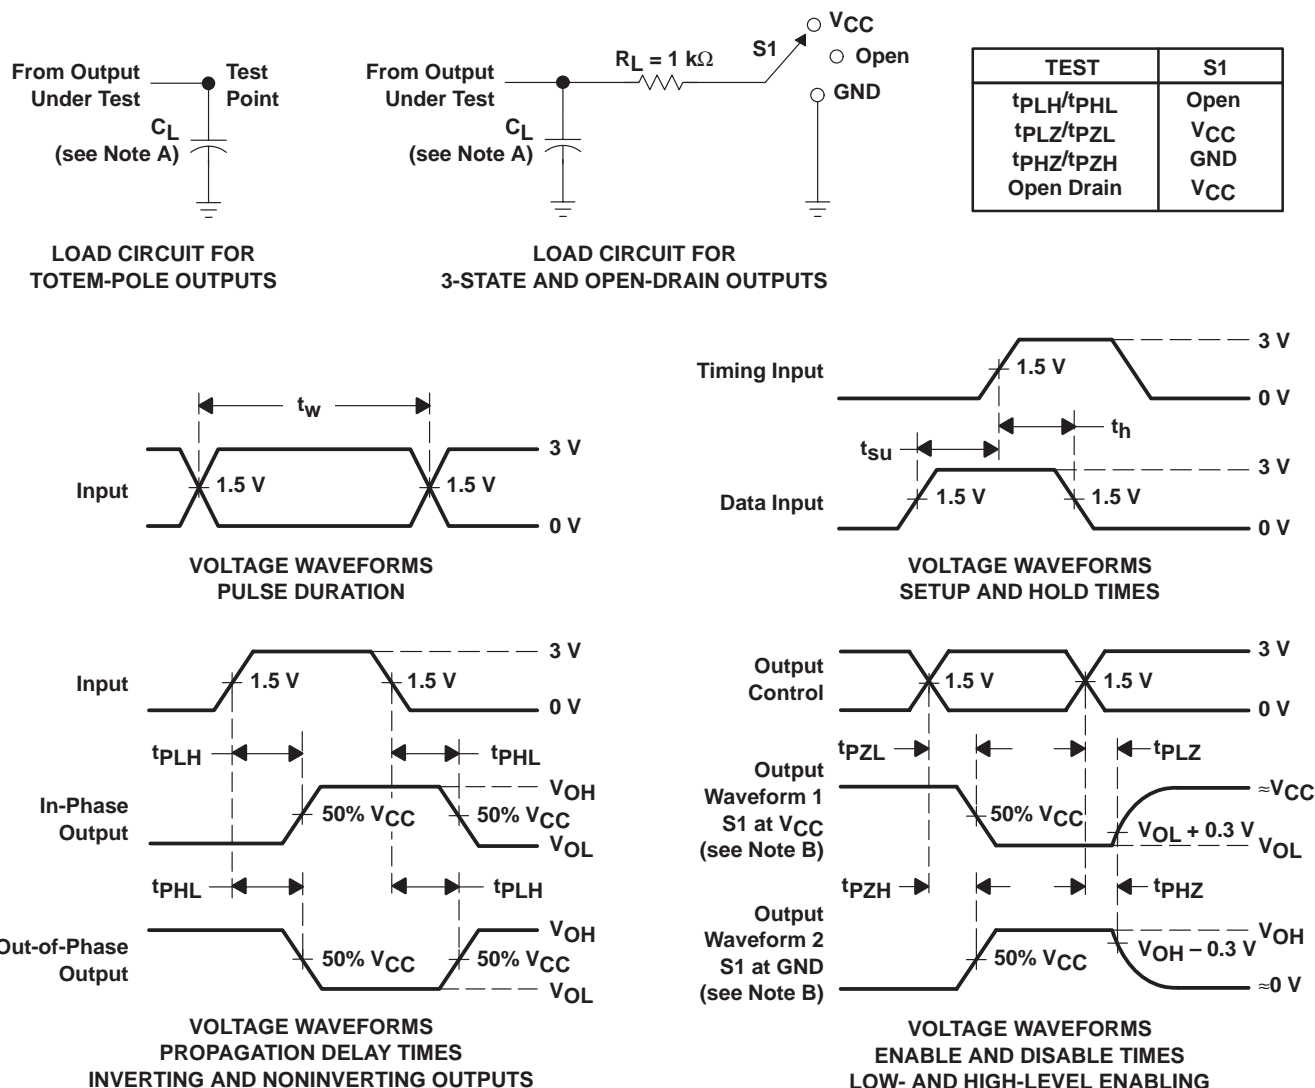 From Output
Under Test
Test
Point
CL
(see Note A)
LOAD CIRCUIT FOR
TOTEM-POLE OUTPUTS
From Output
Under Test
CL
(see Note A)
RL = 1 kΩ
S1
VCC
Open
GND
LOAD CIRCUIT FOR
3-STATE AND OPEN-DRAIN OUTPUTS
TEST S1
tPLH/tPHL Open
tPLZ/tPZL VCC
tPHZ/tPZH GND
Open Drain VCC
tw
Input
1.5 V
1.5 V
3 V
0 V
VOLTAGE WAVEFORMS
PULSE DURATION
Timing Input
1.5 V
3 V
0 V
tsu
th
Data Input
1.5 V
1.5 V
3 V
0 V
VOLTAGE WAVEFORMS
SETUP AND HOLD TIMES
Input
1.5 V
1.5 V
3 V
0 V
tPLH
tPHL
In-Phase
Output
50% VCC
50% VCC
VOH
VOL
tPHL
tPLH
Out-of-Phase
Output
50% VCC
50% VCC
VOH
VOL
VOLTAGE WAVEFORMS
PROPAGATION DELAY TIMES
INVERTING AND NONINVERTING OUTPUTS
Output
Control
1.5 V
1.5 V
3 V
0 V
tPZL
tPLZ
Output
Waveform 1
S1 at VCC
(see Note B)
50% VCC
VOL + 0.3 V
≈VCC
VOL
tPZH
tPHZ
Output
Waveform 2
S1 at GND
(see Note B)
50% VCC
VOH − 0.3 V
VOH
≈0 V
VOLTAGE WAVEFORMS
ENABLE AND DISABLE TIMES
LOW- AND HIGH-LEVEL ENABLING